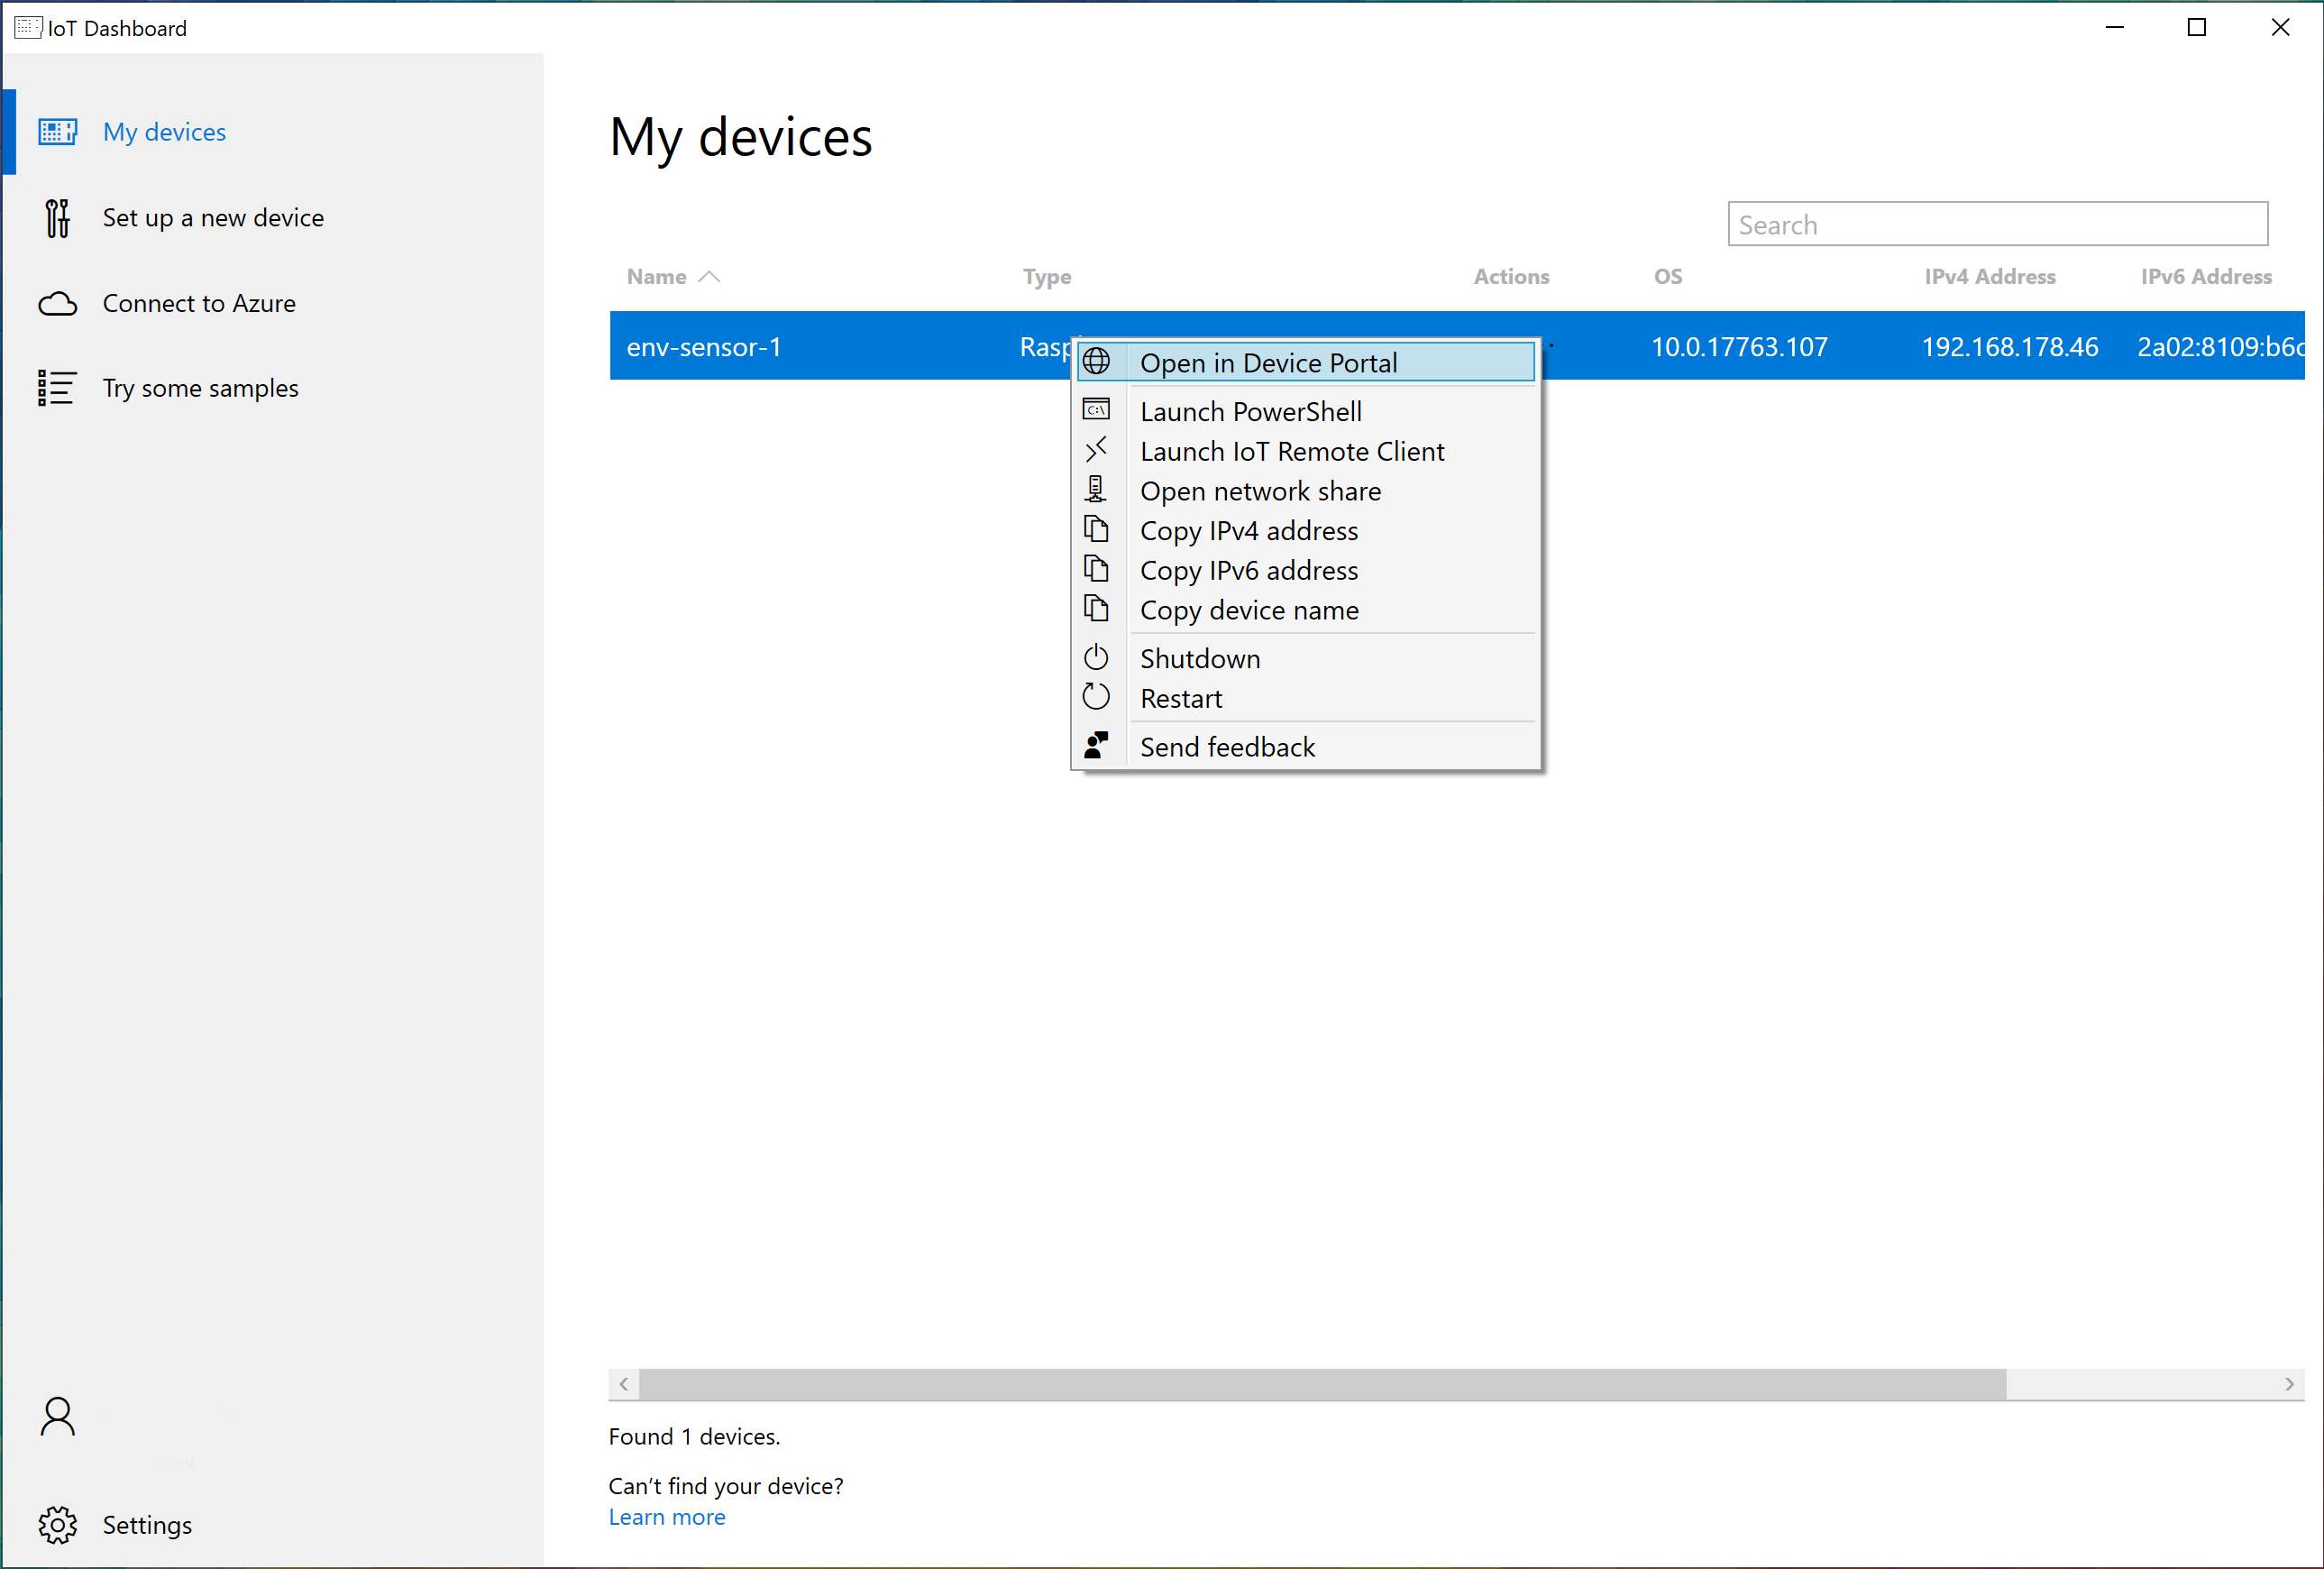 IoT Dashboard
My devices
Set up a new device
Connect to Azure
Try some samples
Settings
My devices
Search
Name Type Actions OS IPv4 Address IPv6 Address
env-sensor-1 Rasp 10.0.17763.107 192.168.178.46 2a02:8109:b6c
Open in Device Portal
C:\
Launch PowerShell
Launch IoT Remote Client
Open network share
Copy IPv4 address
Copy IPv6 address
Copy device name
Shutdown
Restart
Send feedback
Found 1 devices.
Can't find your device?
Learn more